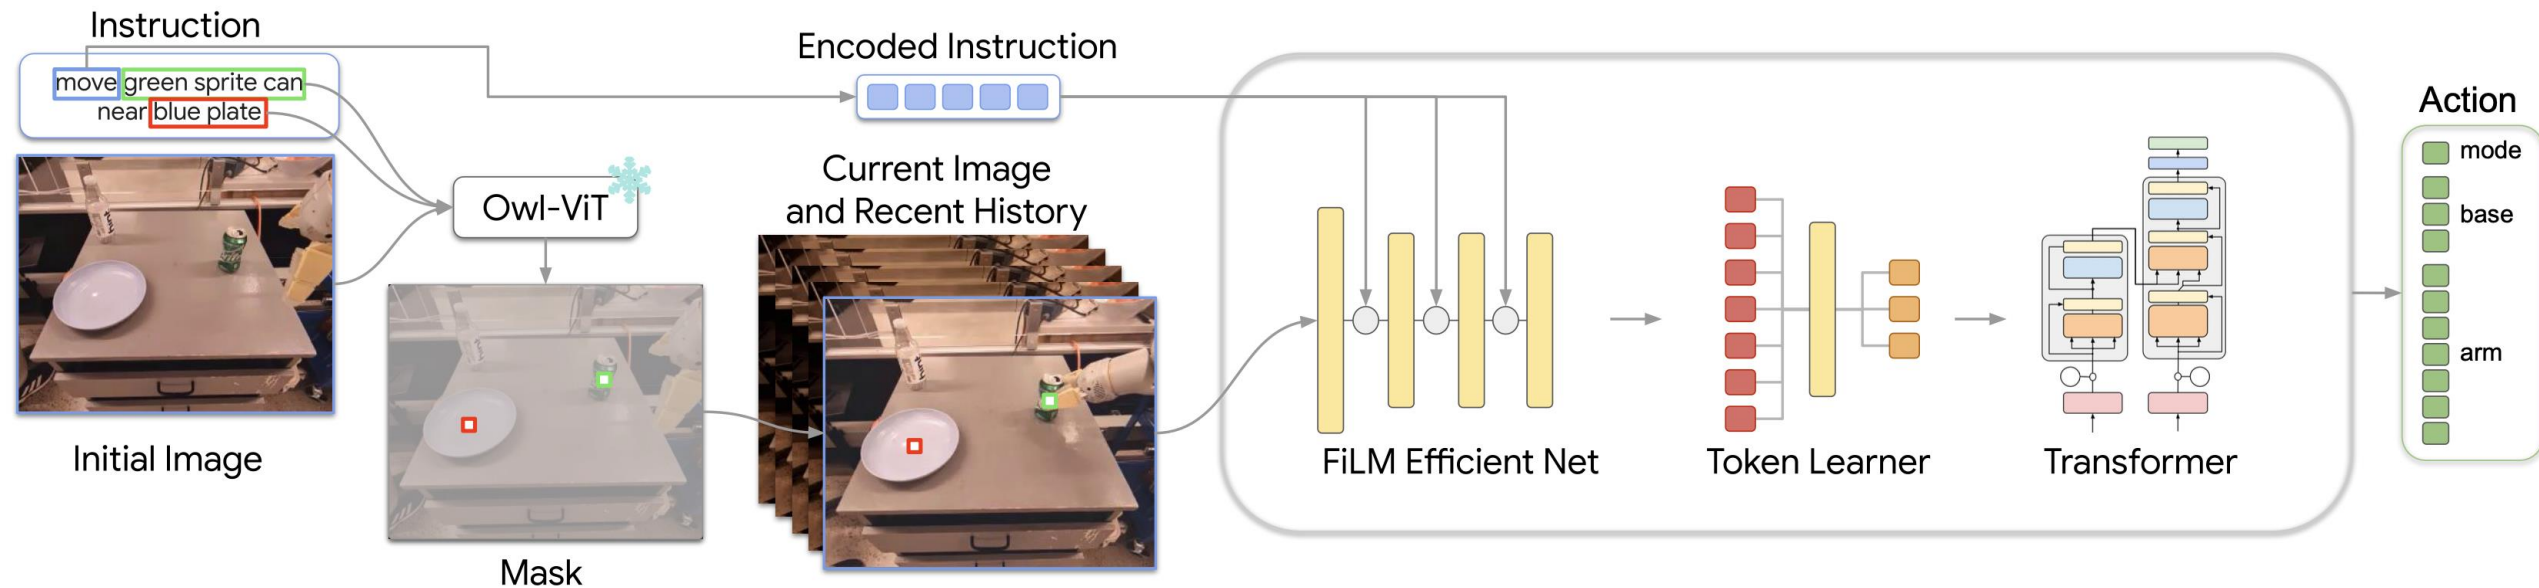 Instruction
move green sprite can
near blue plate
Initial Image
Owl-ViT
Mask
Encoded Instruction
Current Image
and Recent History
FiLM Efficient Net
Token Learner
Transformer
Action
mode
base
arm